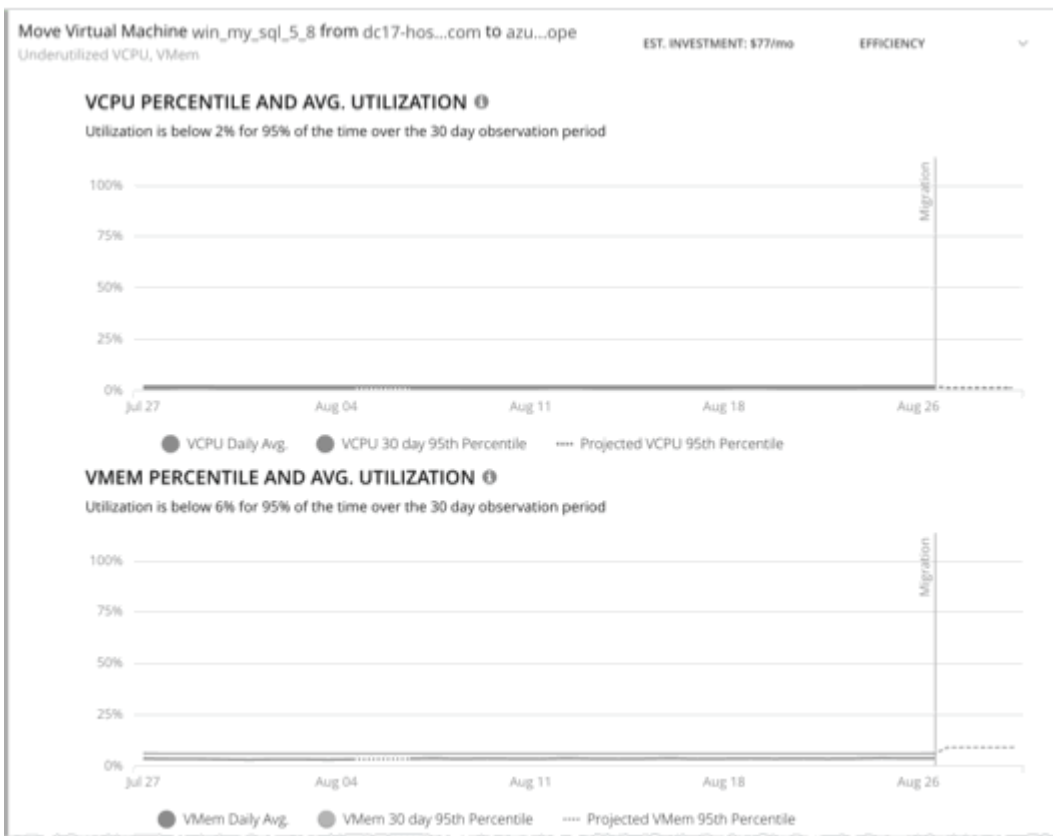 Move Virtual Machine win_my_sql_5_8 from dc17-hos...com to azu...ope
EST. INVESTMENT: $77/mo
EFFICIENCY
Underutilized VCPU, VMem
VCPU PERCENTILE AND AVG. UTILIZATION
Utilization is below 2% for 95% of the time over the 30 day observation period
Migration
100%
75%
50%
25%
0%
Jul 27 Aug 04 Aug 11 Aug 18 Aug 26
VCPU Daily Avg. VCPU 30 day 95th Percentile Projected VCPU 95th Percentile
VMEM PERCENTILE AND AVG. UTILIZATION
Utilization is below 6% for 95% of the time over the 30 day observation period
Migration
100%
75%
50%
25%
0%
Jul 27 Aug 04 Aug 11 Aug 18 Aug 26
VMem Daily Avg. VMem 30 day 95th Percentile Projected VMem 95th Percentile